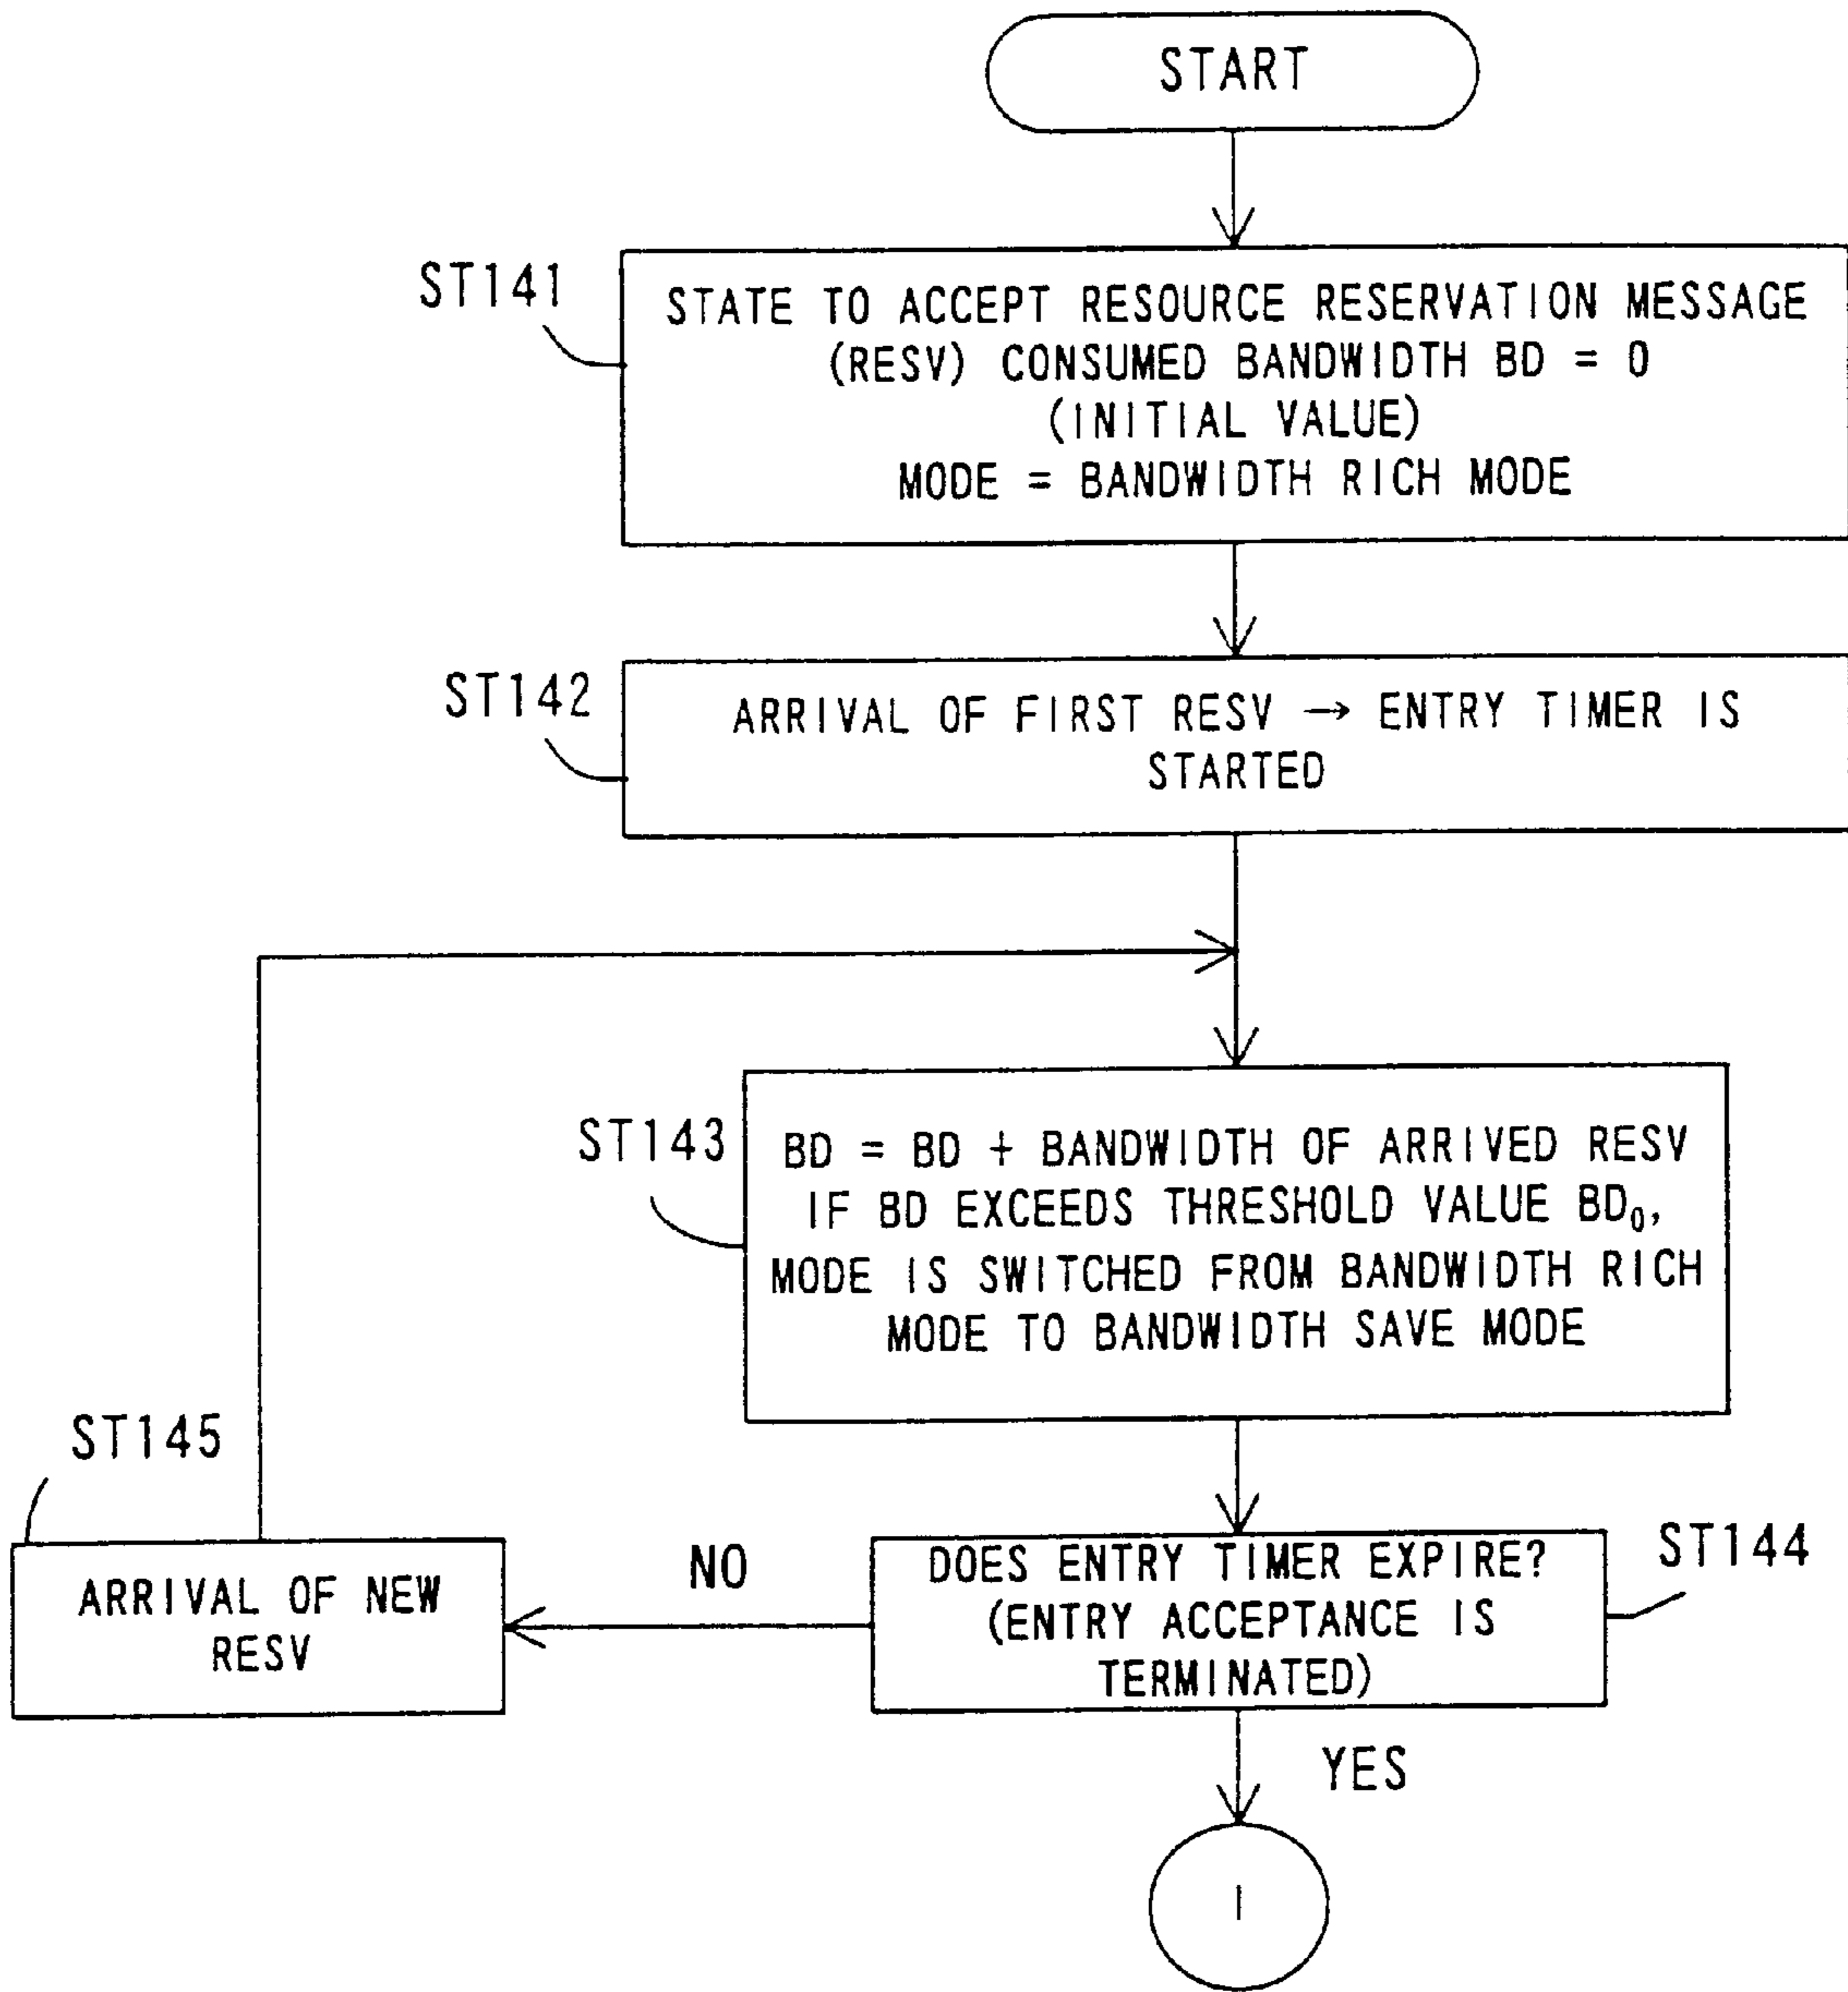 START
ST141
STATE TO ACCEPT RESOURCE RESERVATION MESSAGE
(RESV) CONSUMED BANDWIDTH BD = 0
(INITIAL VALUE)
MODE = BANDWIDTH RICH MODE
ST142
ARRIVAL OF FIRST RESV → ENTRY TIMER IS
STARTED
ST143
BD = BD + BANDWIDTH OF ARRIVED RESV
IF BD EXCEEDS THRESHOLD VALUE BD₀,
MODE IS SWITCHED FROM BANDWIDTH RICH
MODE TO BANDWIDTH SAVE MODE
ST145
ARRIVAL OF NEW
RESV
NO
DOES ENTRY TIMER EXPIRE?
(ENTRY ACCEPTANCE IS
TERMINATED)
ST144
YES
I